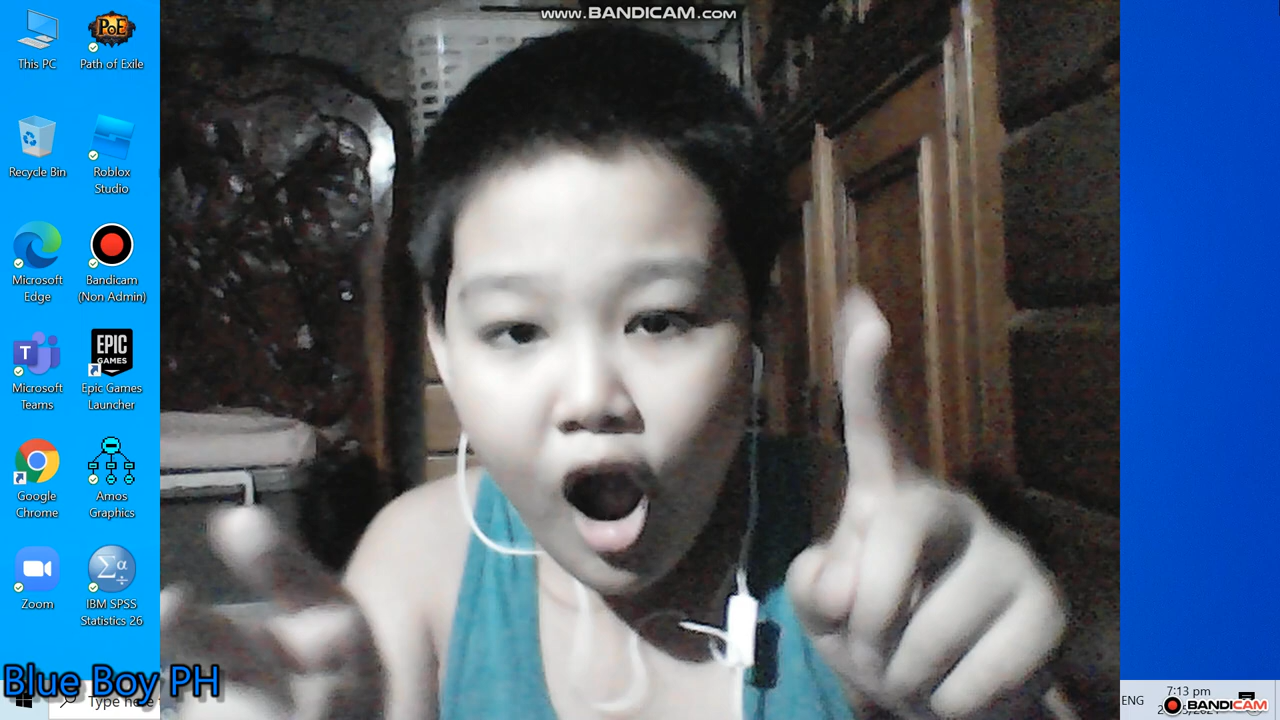 www.BANDICAM.com
This PC
Path of Exile
PoE
Recycle Bin
Roblox
Studio
Microsoft
Edge
Bandicam
(Non Admin)
T
EPIC
GAMES
Microsoft
Teams
Epic Games
Launcher
Google
Chrome
Amos
Graphics
Σα
÷
Zoom
IBM SPSS
Statistics 26
Blue Boy PH
Type here
ENG
7:13 pm
BANDICAM